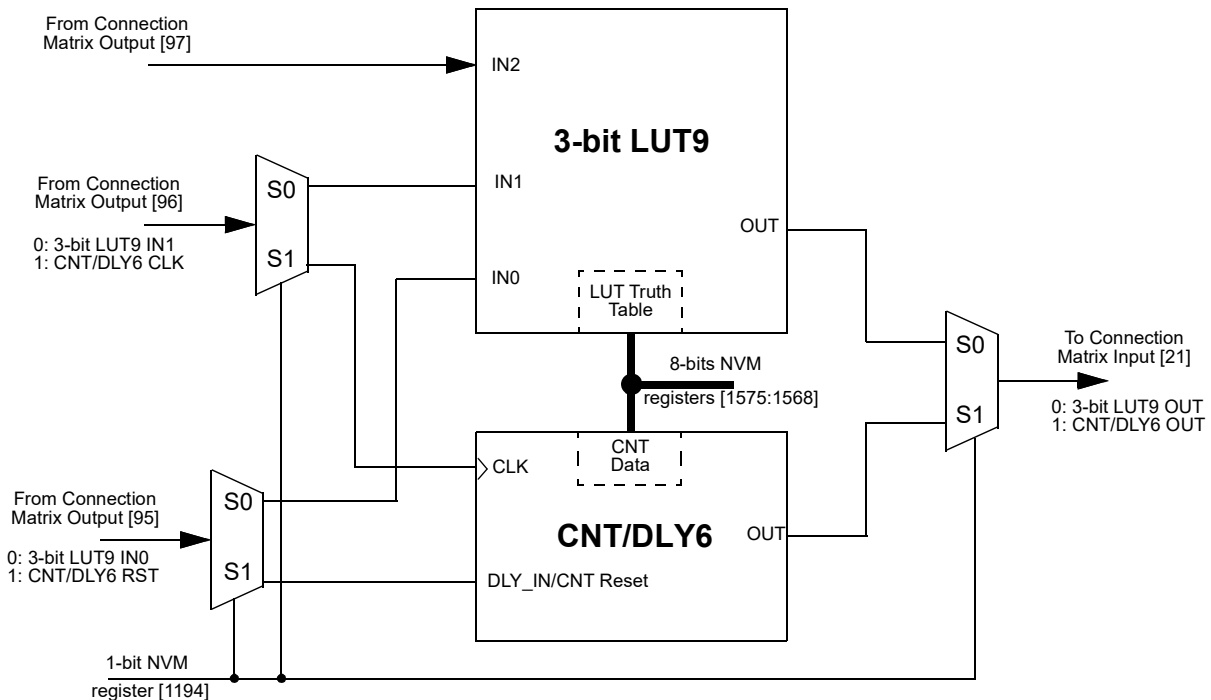 From Connection
Matrix Output [97]
IN2
3-bit LUT9
From Connection
Matrix Output [96]
0: 3-bit LUT9 IN1
1: CNT/DLY6 CLK
S0
S1
IN1
IN0
OUT
LUT Truth
Table
8-bits NVM
registers [1575:1568]
S0
S1
To Connection
Matrix Input [21]
0: 3-bit LUT9 OUT
1: CNT/DLY6 OUT
CNT
Data
CLK
CNT/DLY6
OUT
DLY_IN/CNT Reset
From Connection
Matrix Output [95]
0: 3-bit LUT9 IN0
1: CNT/DLY6 RST
S0
S1
1-bit NVM
register [1194]